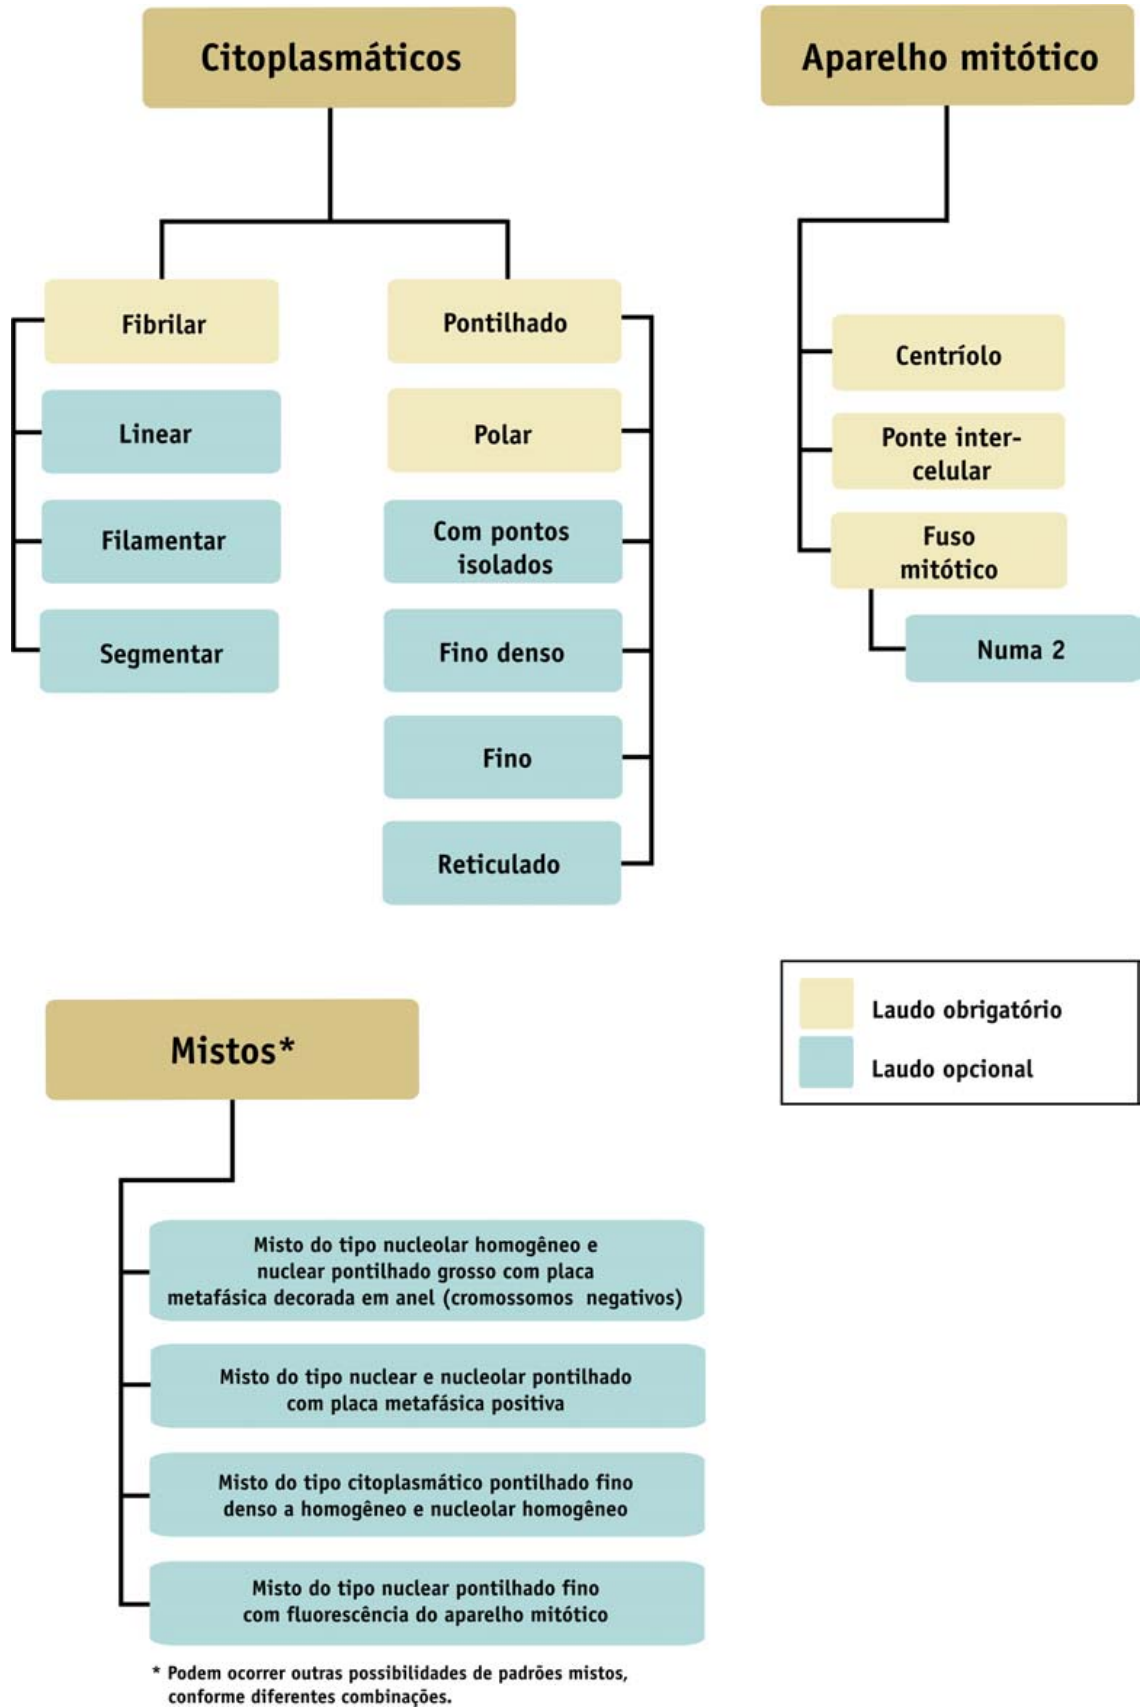 Citoplasmáticos
Fibrilar
Linear
Filamentar
Segmentar
Pontilhado
Polar
Com pontos
isolados
Fino denso
Fino
Reticulado
Aparelho mitótico
Centríolo
Ponte inter-
celular
Fuso
mitótico
Numa 2
Mistos*
Misto do tipo nucleolar homogêneo e
nuclear pontilhado grosso com placa
metafásica decorada em anel (cromossomos negativos)
Misto do tipo nuclear e nucleolar pontilhado
com placa metafásica positiva
Misto do tipo citoplasmático pontilhado fino
denso a homogêneo e nucleolar homogêneo
Misto do tipo nuclear pontilhado fino
com fluorescência do aparelho mitótico
* Podem ocorrer outras possibilidades de padrões mistos,
conforme diferentes combinações.
Laudo obrigatório
Laudo opcional